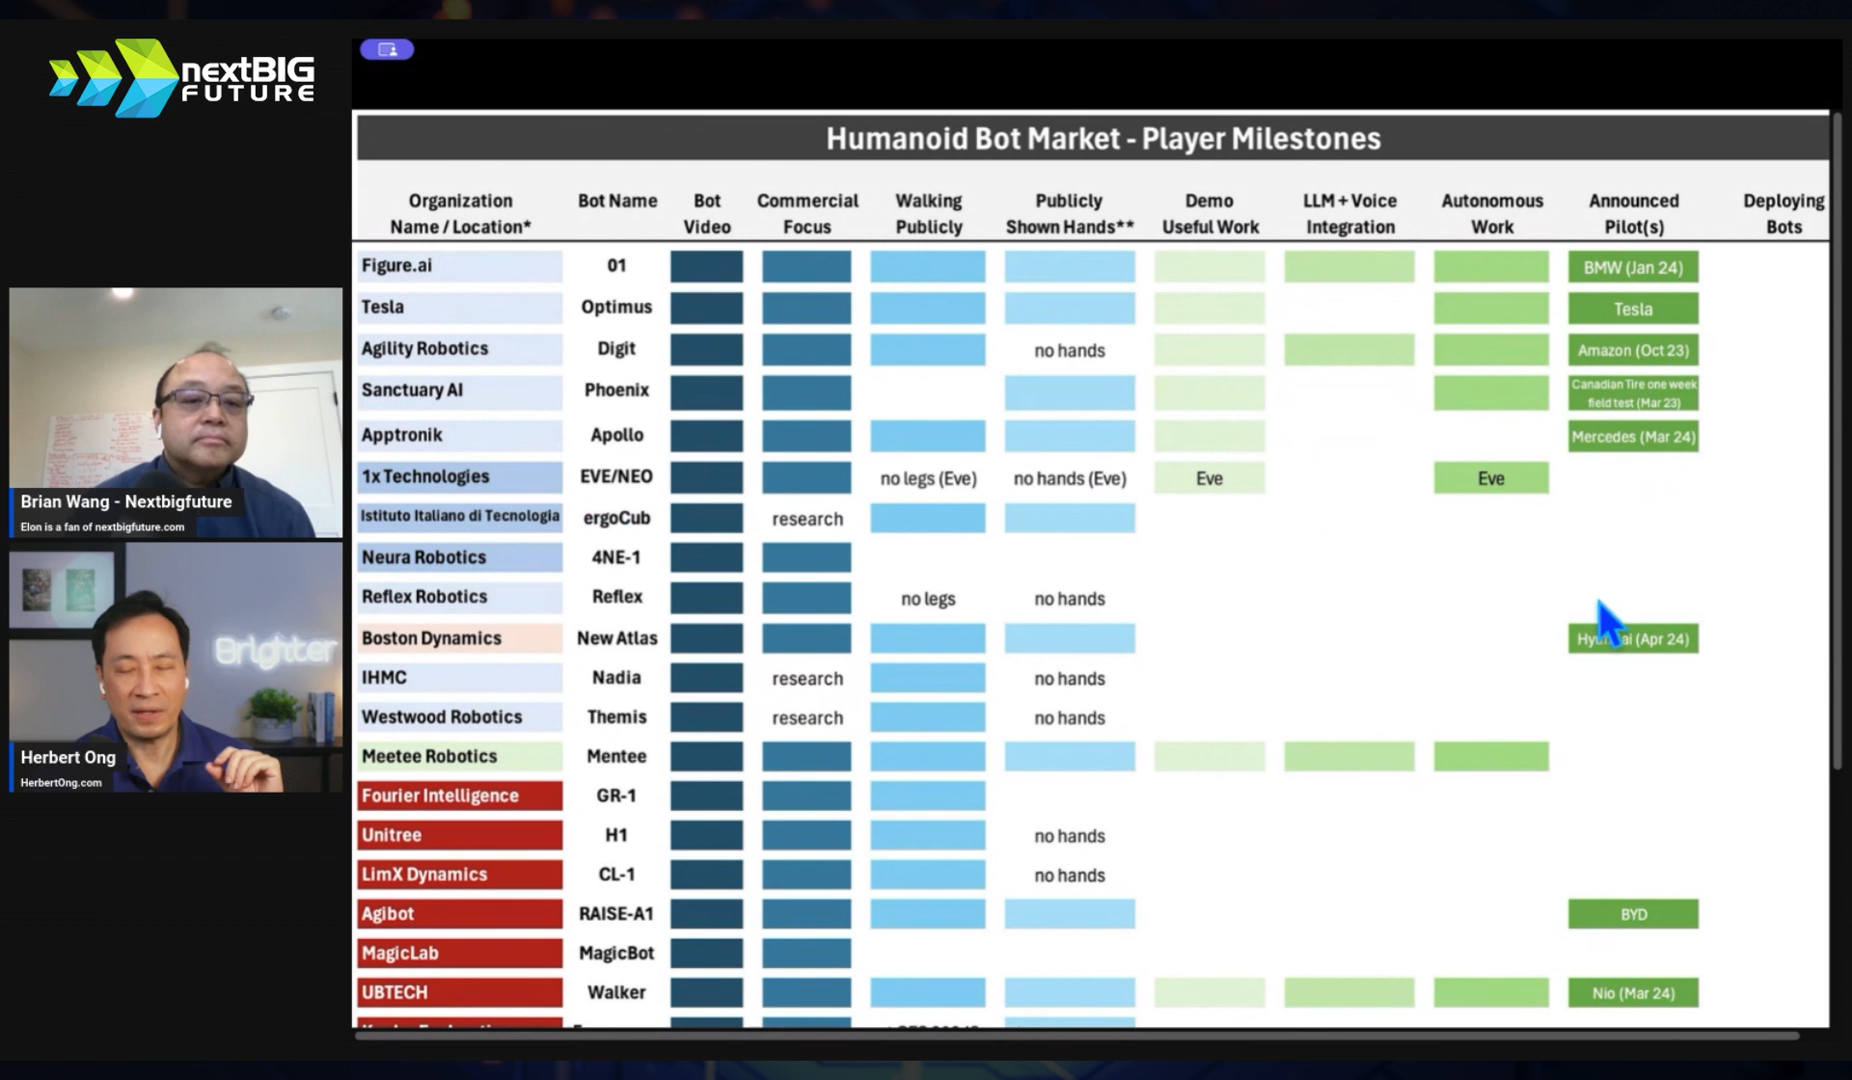 nextBIG
FUTURE
Humanoid Bot Market - Player Milestones
Organization Name / Location* Bot Name Bot Video Commercial Focus Walking Publicly Publicly Shown Hands** Demo Useful Work LLM + Voice Integration Autonomous Work Announced Pilot(s) Deploying Bots
Figure.ai 01 BMW (Jan 24)
Tesla Optimus Tesla
Agility Robotics Digit no hands Amazon (Oct 23)
Sanctuary AI Phoenix Canadian Tire one week field test (Mar 23)
Apptronik Apollo Mercedes (Mar 24)
1x Technologies EVE/NEO no legs (Eve) no hands (Eve) Eve Eve
Istituto Italiano di Tecnologia ergoCub research
Neura Robotics 4NE-1
Reflex Robotics Reflex no legs no hands
Boston Dynamics New Atlas (Apr 24)
IHMC Nadia research no hands
Westwood Robotics Themis research no hands
Meetee Robotics Mentee
Fourier Intelligence GR-1
Unitree H1 no hands
LimX Dynamics CL-1 no hands
Agibot RAISE-A1 BYD
MagicLab MagicBot
UBTECH Walker Nio (Mar 24)
Brian Wang - Nextbigfuture
Elon is a fan of nextbigfuture.com
Brighter
Herbert Ong
HerbertOng.com